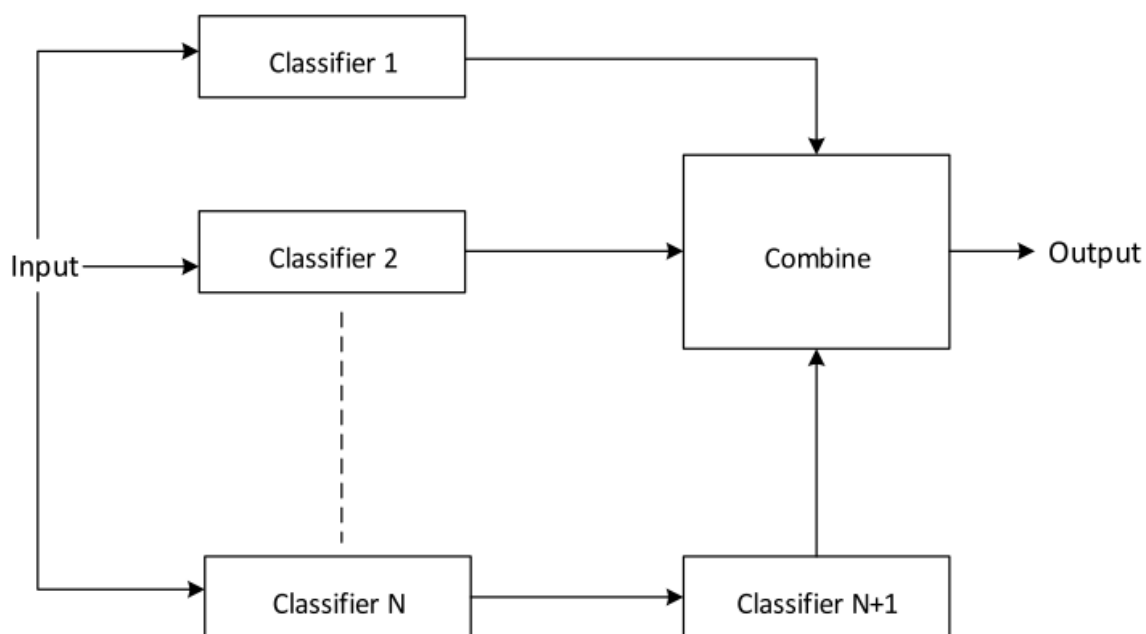 Classifier 1
Input
Classifier 2
Combine
Output
Classifier N
Classifier N+1